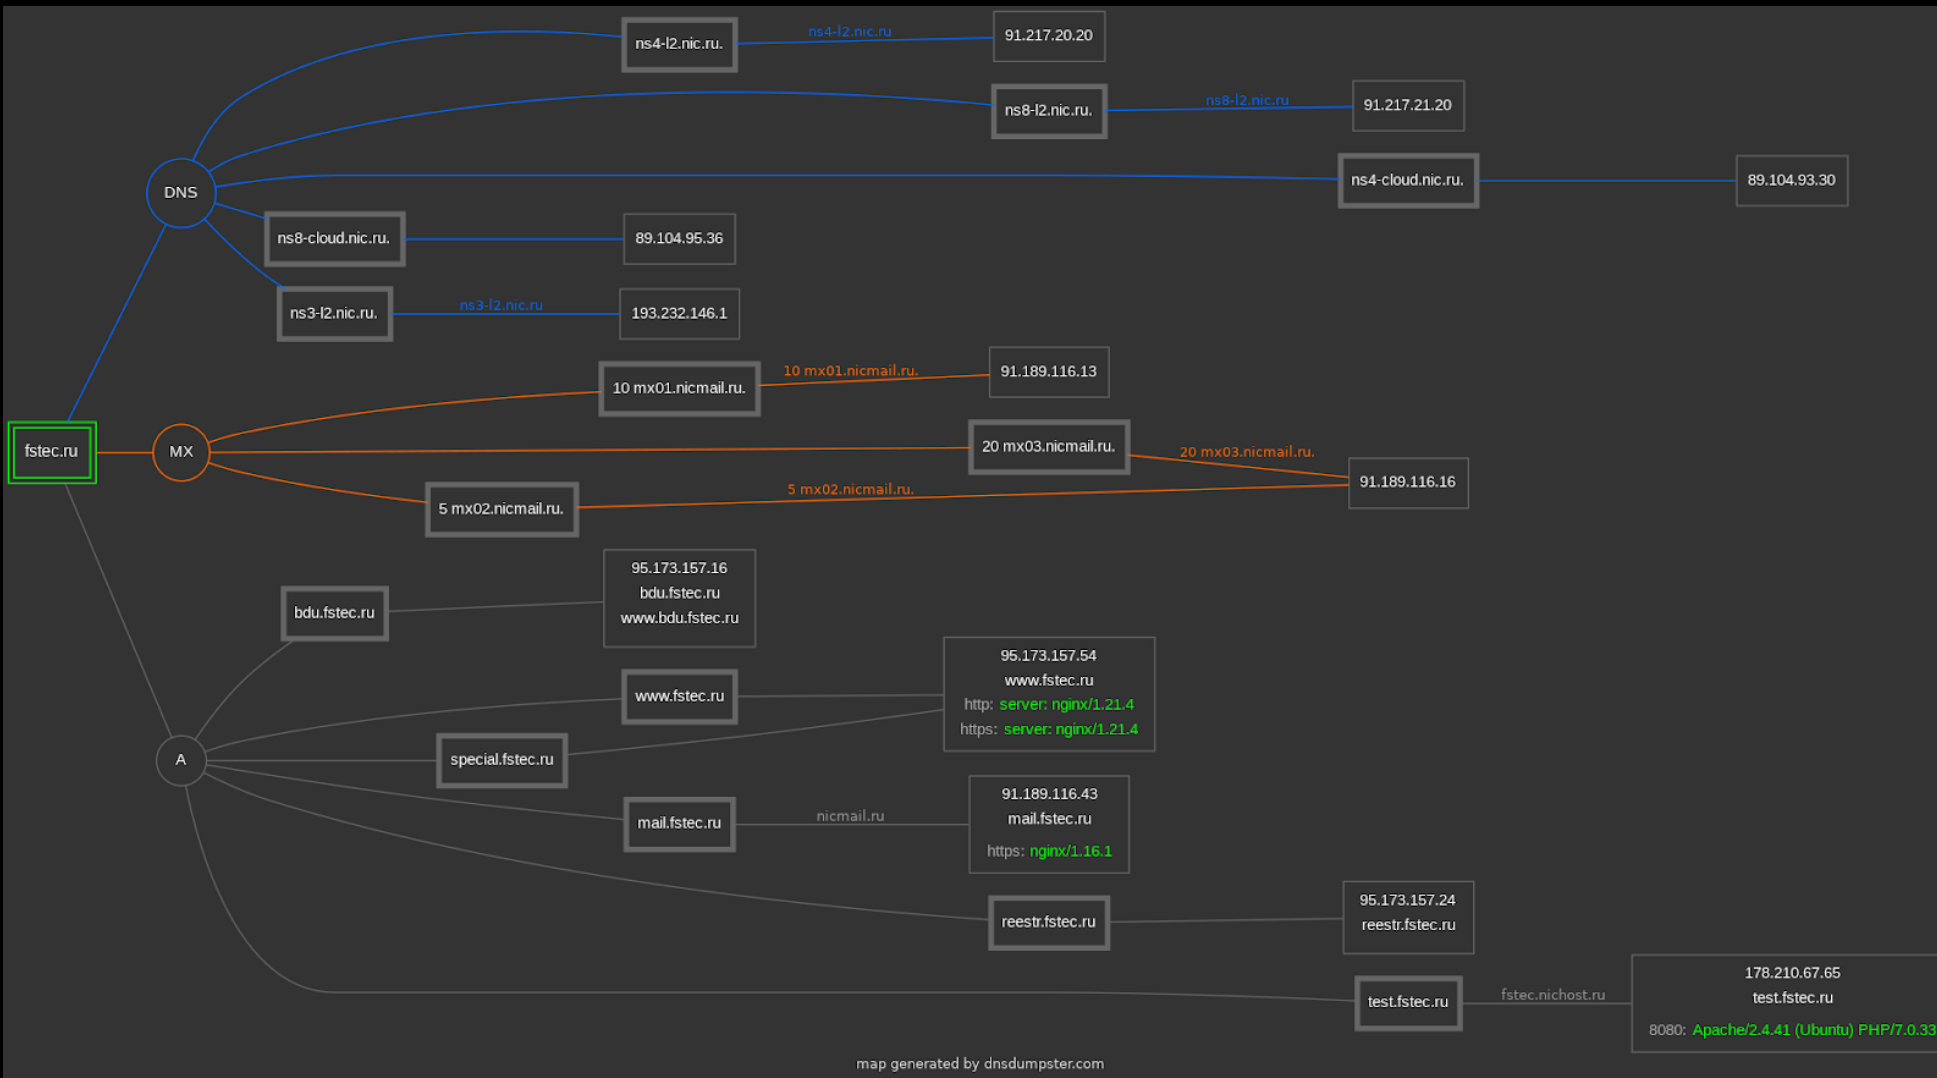 ns4-l2.nic.ru.
ns4-l2.nic.ru
91.217.20.20
ns8-l2.nic.ru.
ns8-l2.nic.ru
91.217.21.20
DNS
ns4-cloud.nic.ru.
89.104.93.30
ns8-cloud.nic.ru.
89.104.95.36
ns3-l2.nic.ru.
ns3-l2.nic.ru
193.232.146.1
10 mx01.nicmail.ru.
10 mx01.nicmail.ru.
91.189.116.13
fstec.ru
MX
20 mx03.nicmail.ru.
20 mx03.nicmail.ru.
91.189.116.16
5 mx02.nicmail.ru.
5 mx02.nicmail.ru.
bdu.fstec.ru
95.173.157.16
bdu.fstec.ru
www.bdu.fstec.ru
www.fstec.ru
95.173.157.54
www.fstec.ru
http: server: nginx/1.21.4
https: server: nginx/1.21.4
A
special.fstec.ru
mail.fstec.ru
nicmail.ru
91.189.116.43
mail.fstec.ru
https: nginx/1.16.1
reestr.fstec.ru
95.173.157.24
reestr.fstec.ru
test.fstec.ru
fstec.nichost.ru
178.210.67.65
test.fstec.ru
8080: Apache/2.4.41 (Ubuntu) PHP/7.0.33
map generated by dnsdumpster.com